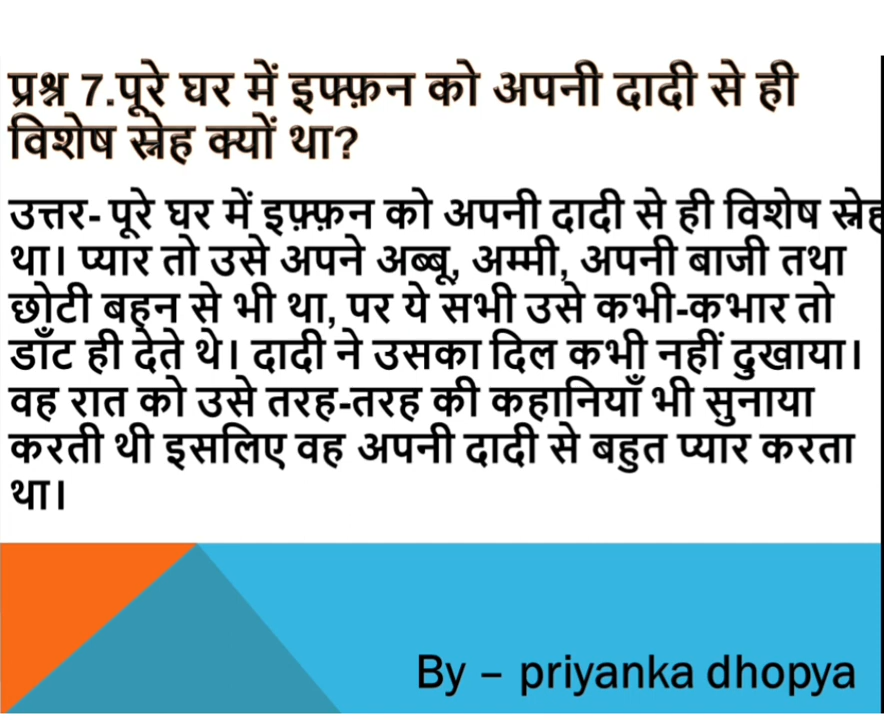 प्रश्न 7.पूरे घर में इफ्फ़न को अपनी दादी से ही
विशेष स्नेह क्यों था?
उत्तर- पूरे घर में इफ़्फ़न को अपनी दादी से ही विशेष स्नेह
था। प्यार तो उसे अपने अब्बू, अम्मी, अपनी बाजी तथा
छोटी बहन से भी था, पर ये सभी उसे कभी-कभार तो
डाँट ही देते थे। दादी ने उसका दिल कभी नहीं दुखाया।
वह रात को उसे तरह-तरह की कहानियाँ भी सुनाया
करती थी इसलिए वह अपनी दादी से बहुत प्यार करता
था।
By – priyanka dhopya